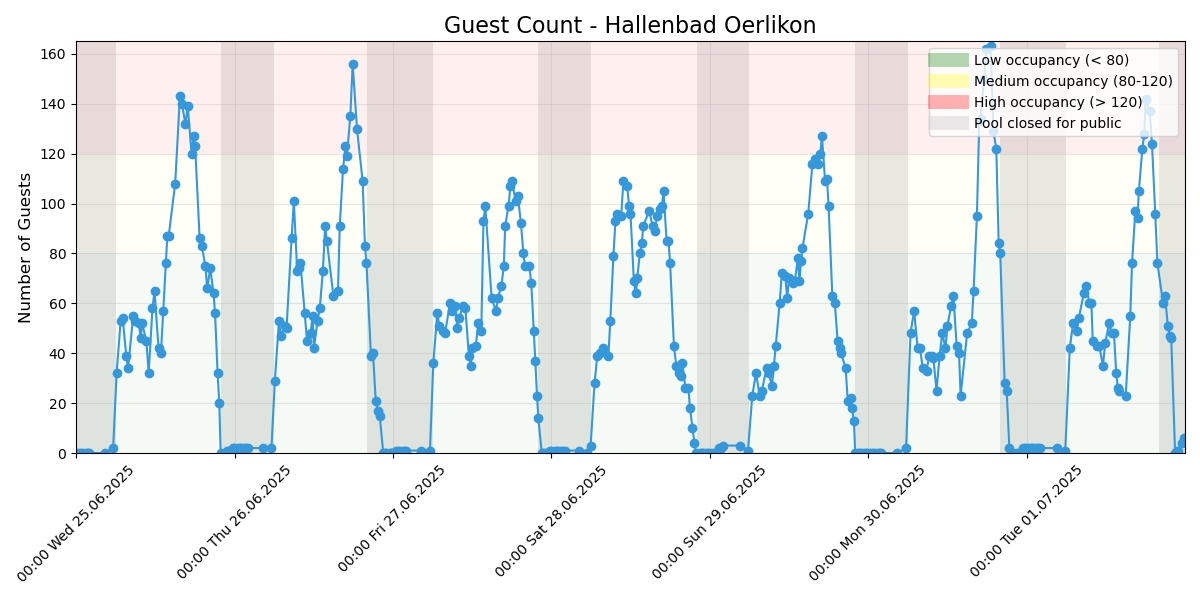 Guest Count - Hallenbad Oerlikon
Number of Guests
160
140
120
100
80
60
40
20
0
Low occupancy (< 80)
Medium occupancy (80-120)
High occupancy (> 120)
Pool closed for public
00:00 Wed 25.06.2025
00:00 Thu 26.06.2025
00:00 Fri 27.06.2025
00:00 Sat 28.06.2025
00:00 Sun 29.06.2025
00:00 Mon 30.06.2025
00:00 Tue 01.07.2025